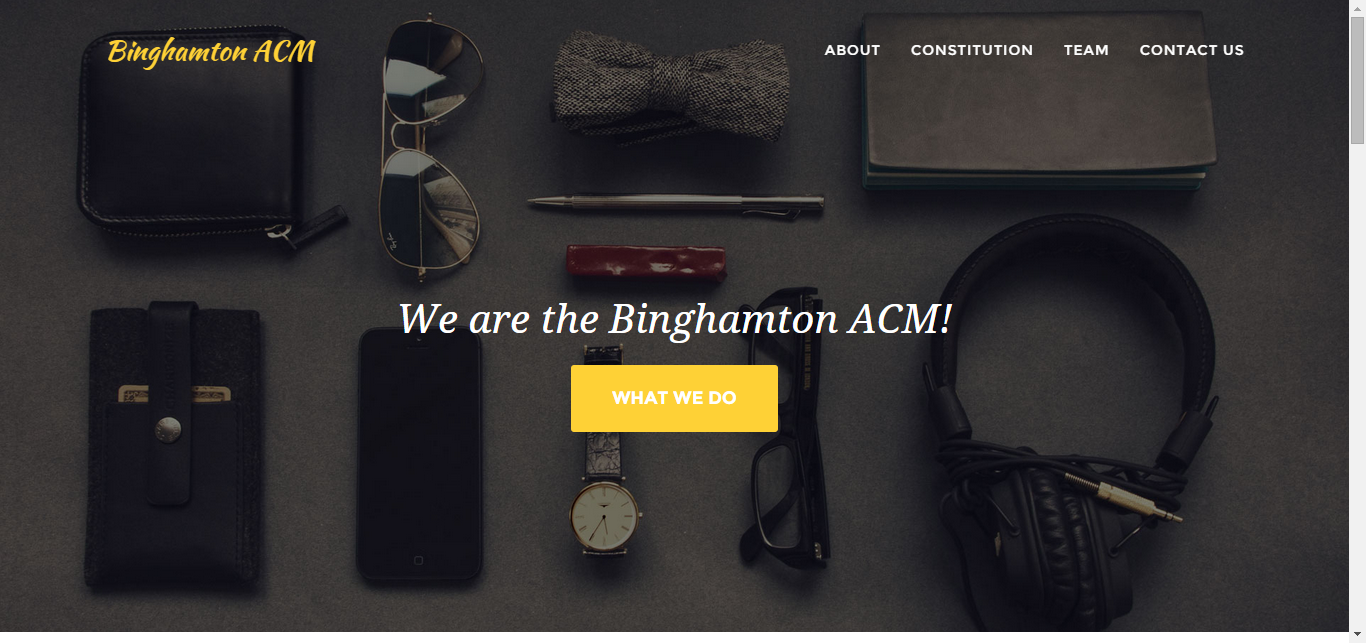 Binghamton ACM
ABOUT CONSTITUTION TEAM CONTACT US
We are the Binghamton ACM!
WHAT WE DO